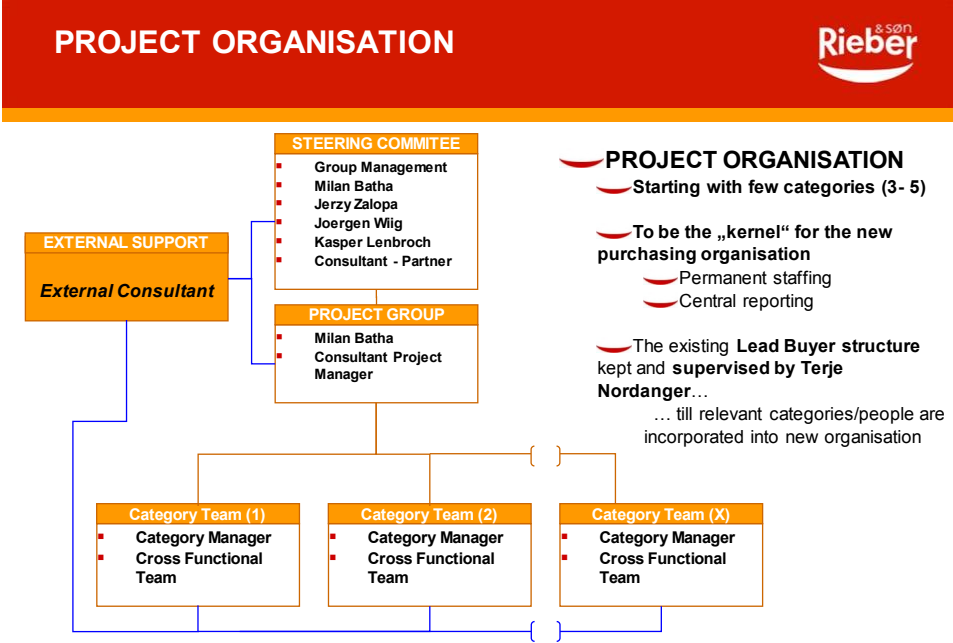 PROJECT ORGANISATION
&søn
Rieber
STEERING COMMITEE
Group Management
Milan Batha
Jerzy Zalopa
Joergen Wiig
Kasper Lenbroch
Consultant - Partner
EXTERNAL SUPPORT
External Consultant
PROJECT GROUP
Milan Batha
Consultant Project
Manager
PROJECT ORGANISATION
Starting with few categories (3- 5)
To be the „kernel“ for the new
purchasing organisation
Permanent staffing
Central reporting
The existing Lead Buyer structure
kept and supervised by Terje
Nordanger…
… till relevant categories/people are
incorporated into new organisation
Category Team (1)
Category Manager
Cross Functional
Team
Category Team (2)
Category Manager
Cross Functional
Team
Category Team (X)
Category Manager
Cross Functional
Team